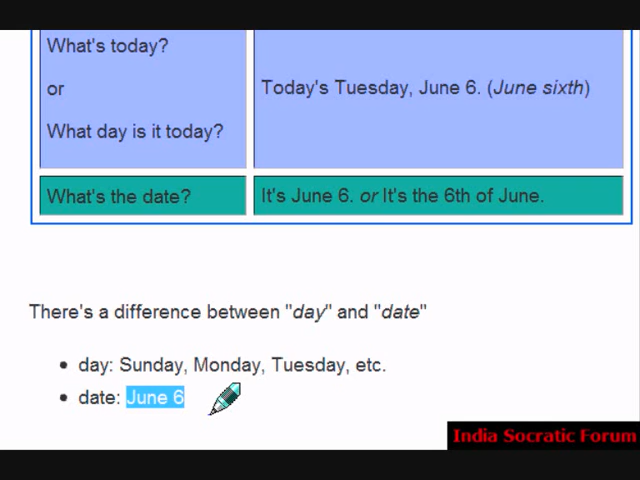 What's today?
or
What day is it today?
Today's Tuesday, June 6. (June sixth)
What's the date?
It's June 6. or It's the 6th of June.
There's a difference between "day" and "date"
day: Sunday, Monday, Tuesday, etc.
date: June 6
India Socratic Forum